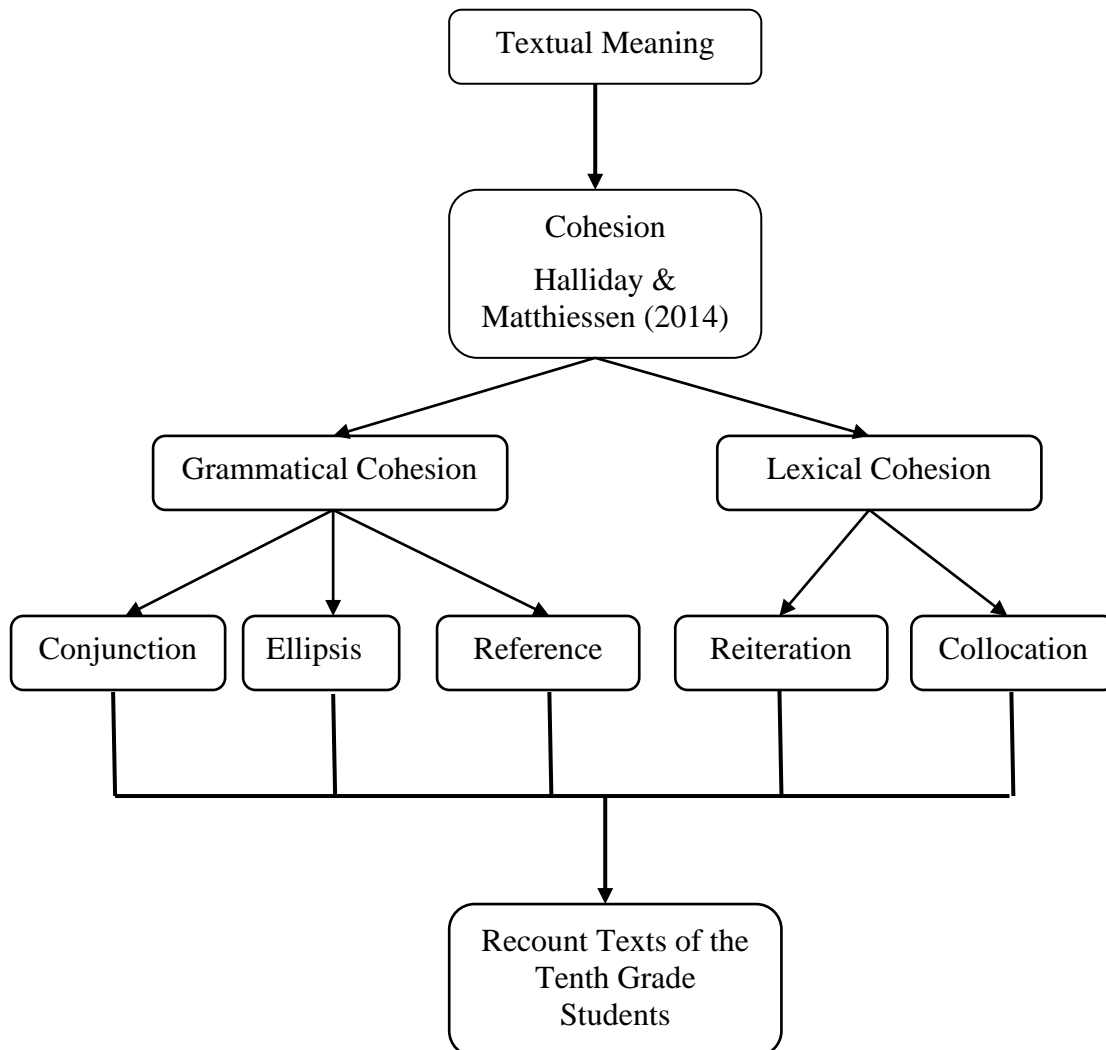 Textual Meaning
Cohesion
Halliday &
Matthiessen (2014)
Grammatical Cohesion
Lexical Cohesion
Conjunction
Ellipsis
Reference
Reiteration
Collocation
Recount Texts of the
Tenth Grade
Students